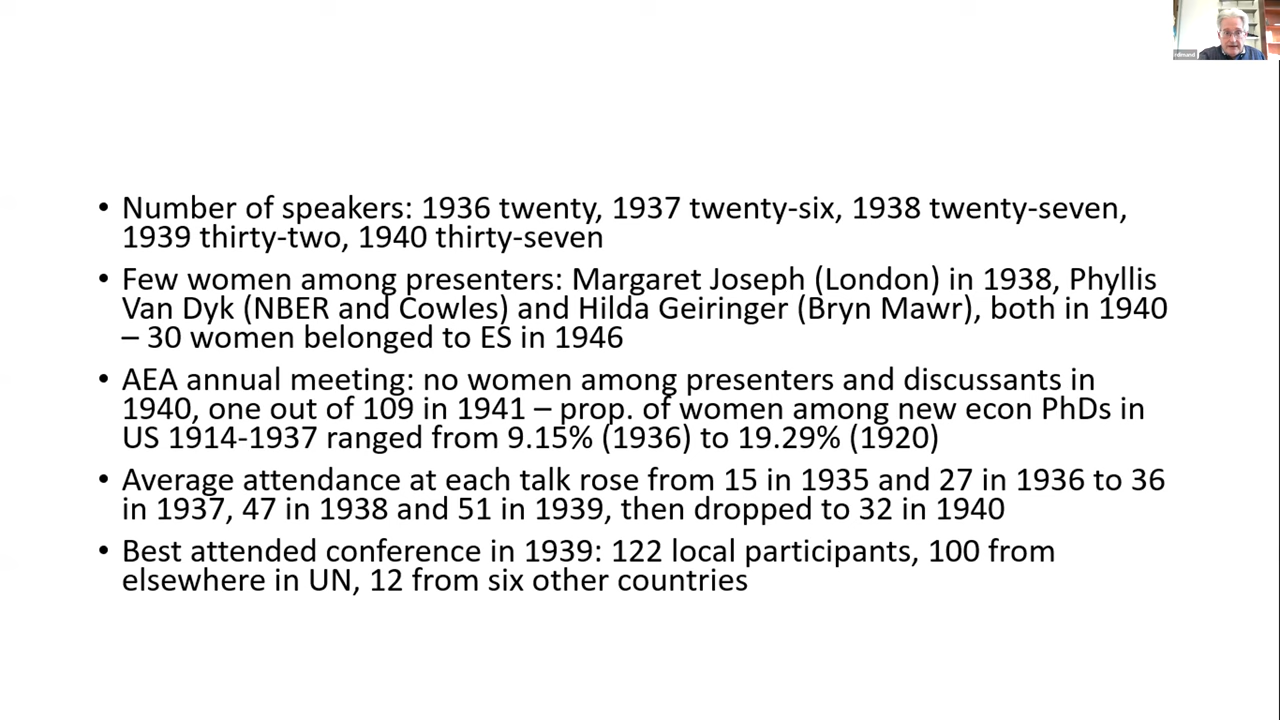 rdimand
• Number of speakers: 1936 twenty, 1937 twenty-six, 1938 twenty-seven,
1939 thirty-two, 1940 thirty-seven
• Few women among presenters: Margaret Joseph (London) in 1938, Phyllis
Van Dyk (NBER and Cowles) and Hilda Geiringer (Bryn Mawr), both in 1940
– 30 women belonged to ES in 1946
• AEA annual meeting: no women among presenters and discussants in
1940, one out of 109 in 1941 – prop. of women among new econ PhDs in
US 1914-1937 ranged from 9.15% (1936) to 19.29% (1920)
• Average attendance at each talk rose from 15 in 1935 and 27 in 1936 to 36
in 1937, 47 in 1938 and 51 in 1939, then dropped to 32 in 1940
• Best attended conference in 1939: 122 local participants, 100 from
elsewhere in UN, 12 from six other countries